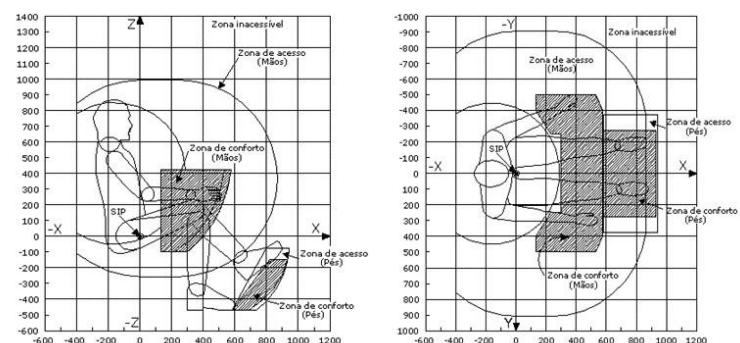 Z
Zona inacessível
Zona de acesso
(Mãos)
Zona de conforto
(Mãos)
SIP
-X
X
Zona de acesso
(Pés)
Zona de conforto
(Pés)
-Z
1400
1300
1200
1100
1000
900
800
700
600
500
400
300
200
100
0
-100
-200
-300
-400
-500
-600
-600 -400 -200 0 200 400 600 800 1000 1200
-Y
Zona inacessível
Zona de acesso
(Mãos)
Zona de acesso
(Pés)
SIP
-X
X
Zona de conforto
(Pés)
Zona de conforto
(Mãos)
Y
-1000
-900
-800
-700
-600
-500
-400
-300
-200
-100
0
100
200
300
400
500
600
700
800
900
1000
-600 -400 -200 0 200 400 600 800 1000 1200